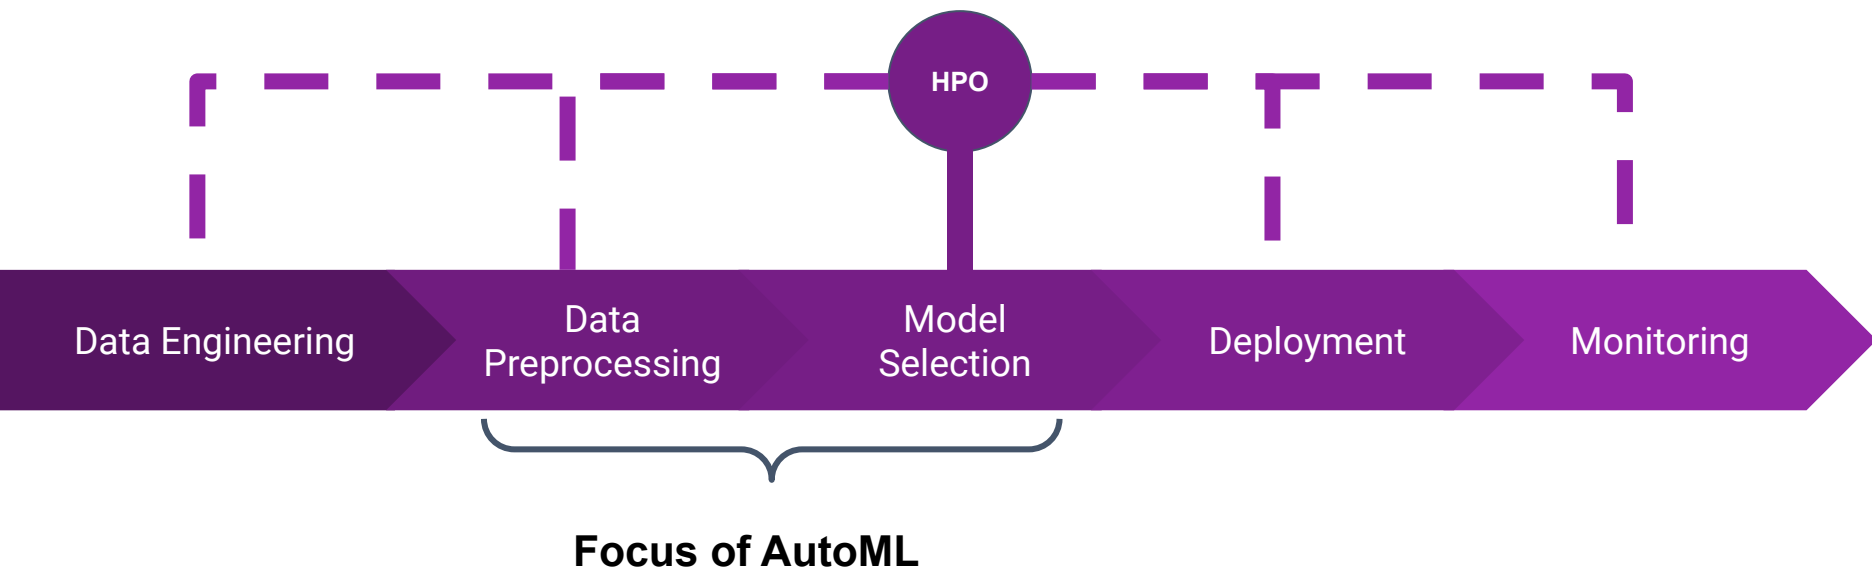 HPO
Data Engineering
Data
Preprocessing
Model
Selection
Deployment
Monitoring
Focus of AutoML